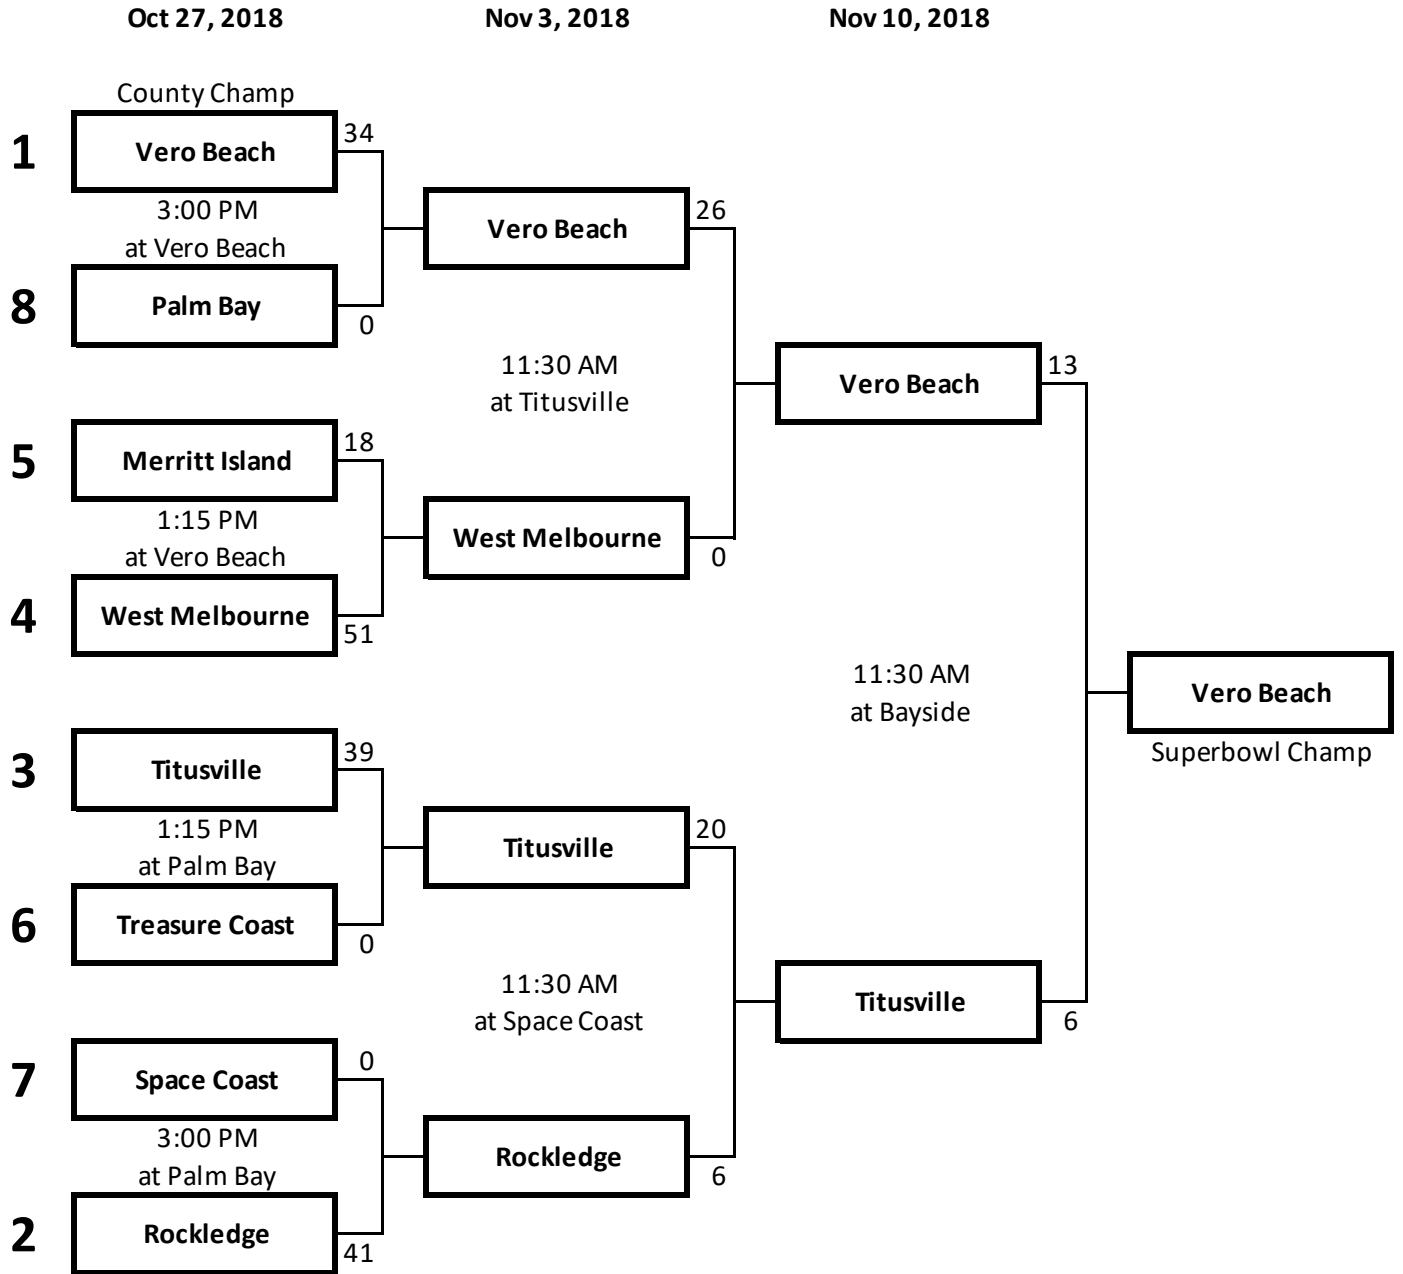 Oct 27, 2018
Nov 3, 2018
Nov 10, 2018
County Champ
1
Vero Beach
34
3:00 PM
at Vero Beach
8
Palm Bay
0
5
Merritt Island
18
1:15 PM
at Vero Beach
4
West Melbourne
51
3
Titusville
39
1:15 PM
at Palm Bay
6
Treasure Coast
0
7
Space Coast
0
3:00 PM
at Palm Bay
2
Rockledge
41
Vero Beach
26
11:30 AM
at Titusville
West Melbourne
0
Titusville
20
11:30 AM
at Space Coast
Rockledge
6
Vero Beach
13
11:30 AM
at Bayside
Titusville
6
Vero Beach
Superbowl Champ